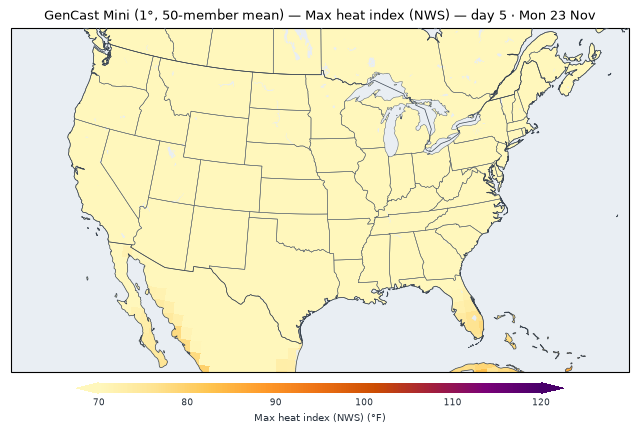 GenCast Mini (1°, 50-member mean) — Max heat index (NWS) — day 5 · Mon 23 Nov
70 80 90 100 110 120
Max heat index (NWS) (°F)